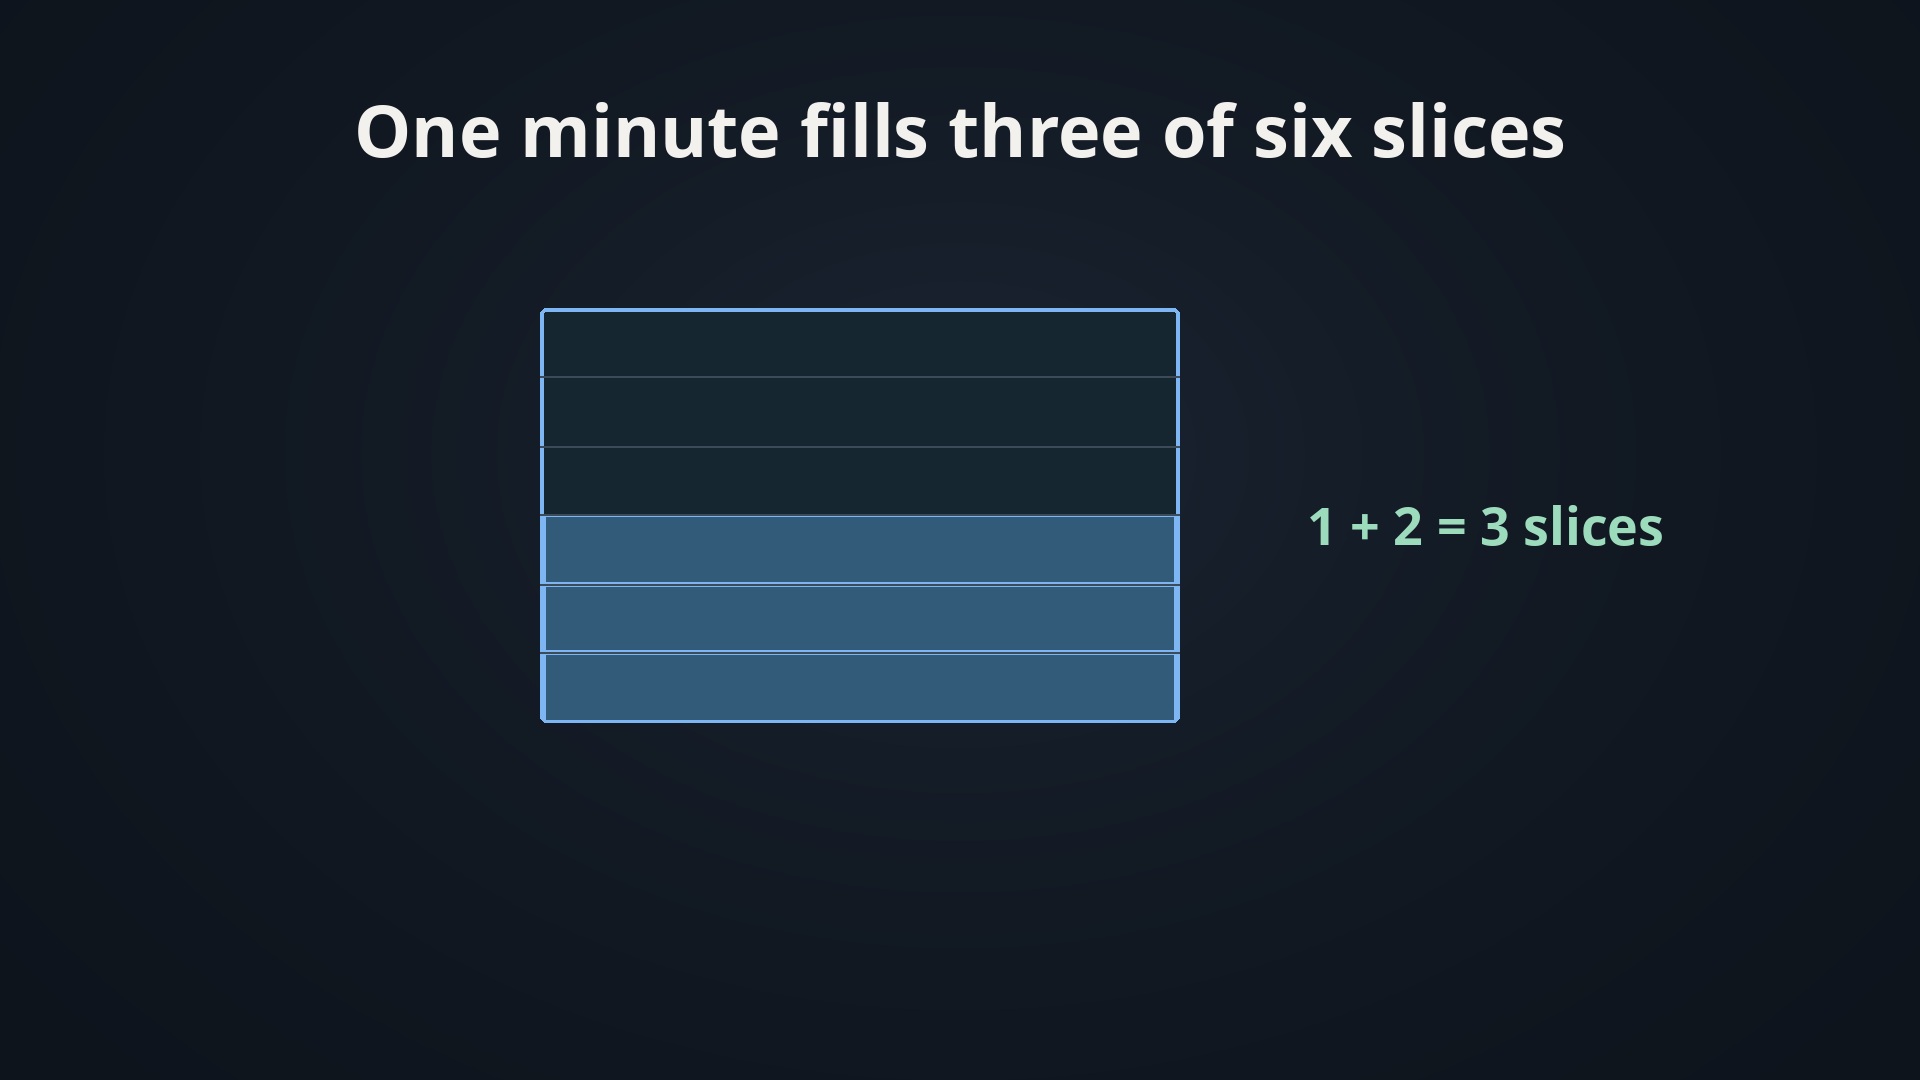 One minute fills three of six slices
1 + 2 = 3 slices